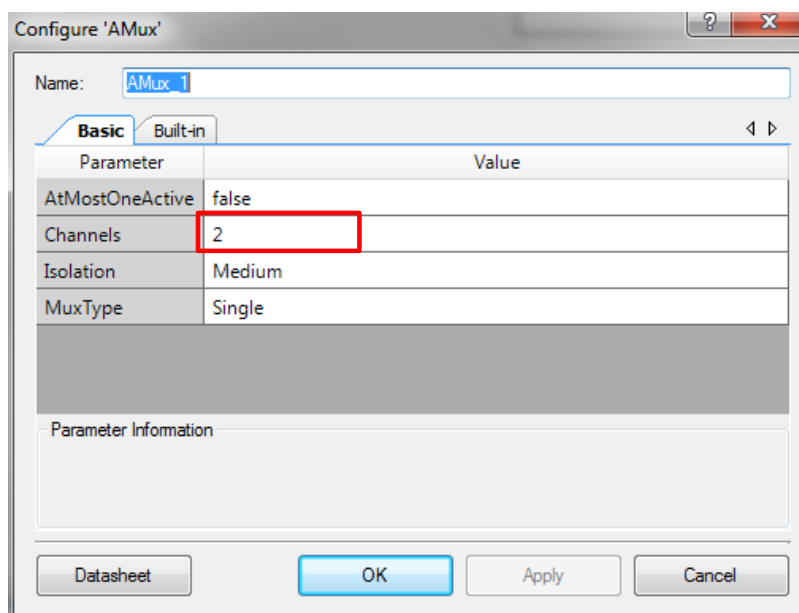 Configure 'AMux'
? X
Name: AMux_1
Basic Built-in
Parameter Value
AtMostOneActive false
Channels 2
Isolation Medium
MuxType Single
Parameter Information
Datasheet OK Apply Cancel